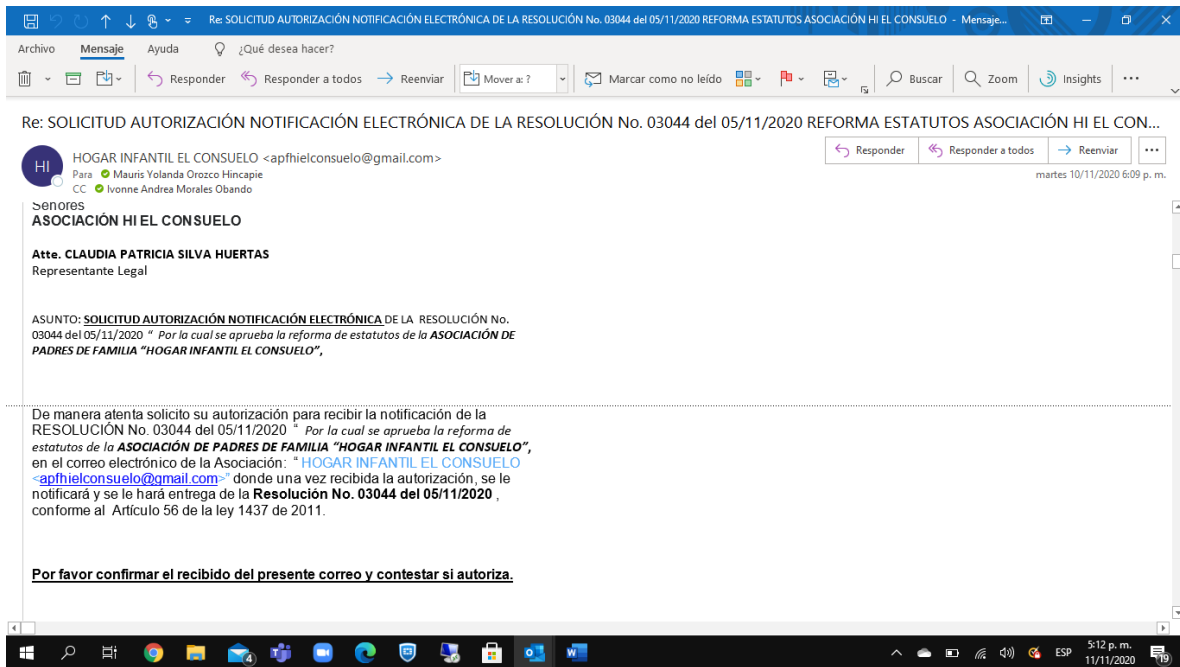 Re: SOLICITUD AUTORIZACIÓN NOTIFICACIÓN ELECTRÓNICA DE LA RESOLUCIÓN No. 03044 del 05/11/2020 REFORMA ESTATUTOS ASOCIACIÓN HI EL CONSUELO - Mensaje...
Archivo Mensaje Ayuda ¿Qué desea hacer?
Responder Responder a todos Reenviar Mover a: ? Marcar como no leído Buscar Zoom Insights ...
Re: SOLICITUD AUTORIZACIÓN NOTIFICACIÓN ELECTRÓNICA DE LA RESOLUCIÓN No. 03044 del 05/11/2020 REFORMA ESTATUTOS ASOCIACIÓN HI EL CON...
HI
HOGAR INFANTIL EL CONSUELO <apfhielconsuelo@gmail.com>
Responder Responder a todos Reenviar ...
Para Mauris Yolanda Orozco Hincapie
martes 10/11/2020 6:09 p. m.
CC Ivonne Andrea Morales Obando
Señores
ASOCIACIÓN HI EL CONSUELO
Atte. CLAUDIA PATRICIA SILVA HUERTAS
Representante Legal
ASUNTO: SOLICITUD AUTORIZACIÓN NOTIFICACIÓN ELECTRÓNICA DE LA RESOLUCIÓN No.
03044 del 05/11/2020 “ Por la cual se aprueba la reforma de estatutos de la ASOCIACIÓN DE
PADRES DE FAMILIA “HOGAR INFANTIL EL CONSUELO”,
De manera atenta solicito su autorización para recibir la notificación de la
RESOLUCIÓN No. 03044 del 05/11/2020 “ Por la cual se aprueba la reforma de
estatutos de la ASOCIACIÓN DE PADRES DE FAMILIA “HOGAR INFANTIL EL CONSUELO”,
en el correo electrónico de la Asociación: “ HOGAR INFANTIL EL CONSUELO
<apfhielconsuelo@gmail.com>” donde una vez recibida la autorización, se le
notificará y se le hará entrega de la Resolución No. 03044 del 05/11/2020 ,
conforme al Artículo 56 de la ley 1437 de 2011.
Por favor confirmar el recibido del presente correo y contestar si autoriza.
4
ESP
5:12 p. m.
11/11/2020
19